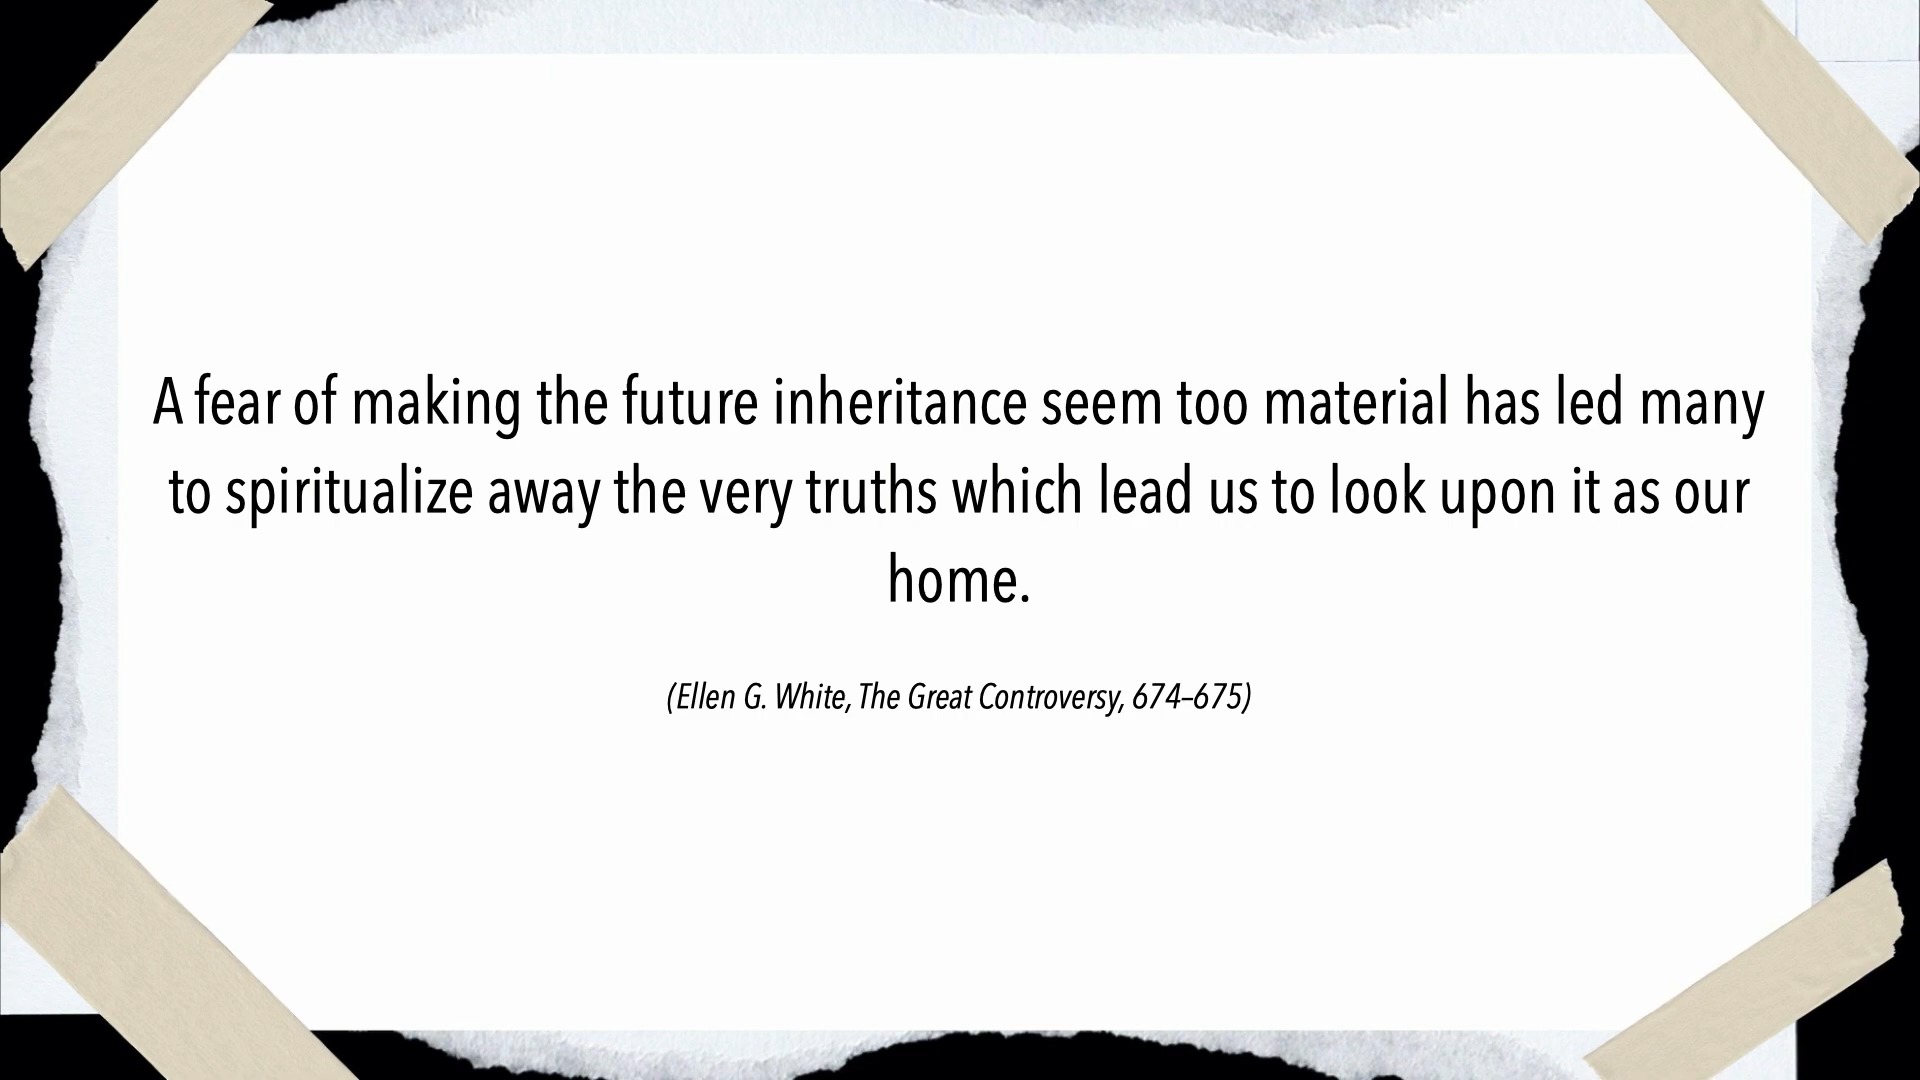 A fear of making the future inheritance seem too material has led many
to spiritualize away the very truths which lead us to look upon it as our
home.
(Ellen G. White, The Great Controversy, 674–675)